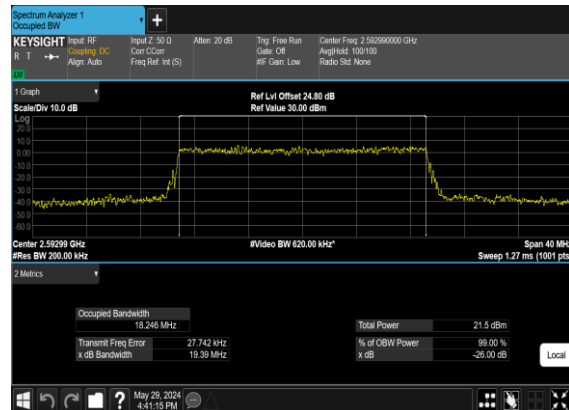 Spectrum Analyzer 1
Occupied BW
+
KEYSIGHT Input: RF Input Z: 50 Ω Atten: 20 dB Trig: Free Run Center Freq: 2.592990000 GHz
R T Coupling: DC Corr CCorr Gate: Off Avg|Hold: 100/100
Align: Auto Freq Ref: Int (S) #IF Gain: Low Radio Std: None
1 Graph
Ref Lvl Offset 24.80 dB
Scale/Div 10.0 dB Ref Value 30.00 dBm
Log
20.0
10.0
0.00
-10.0
-20.0
-30.0
-40.0
-50.0
-60.0
Center 2.59299 GHz #Video BW 620.00 kHz* Span 40 MHz
#Res BW 200.00 kHz Sweep 1.27 ms (1001 pts
2 Metrics
Occupied Bandwidth
18.246 MHz Total Power 21.5 dBm
Transmit Freq Error 27.742 kHz % of OBW Power 99.00 %
x dB Bandwidth 19.39 MHz x dB -26.00 dB
Local
? May 29, 2024
4:41:15 PM